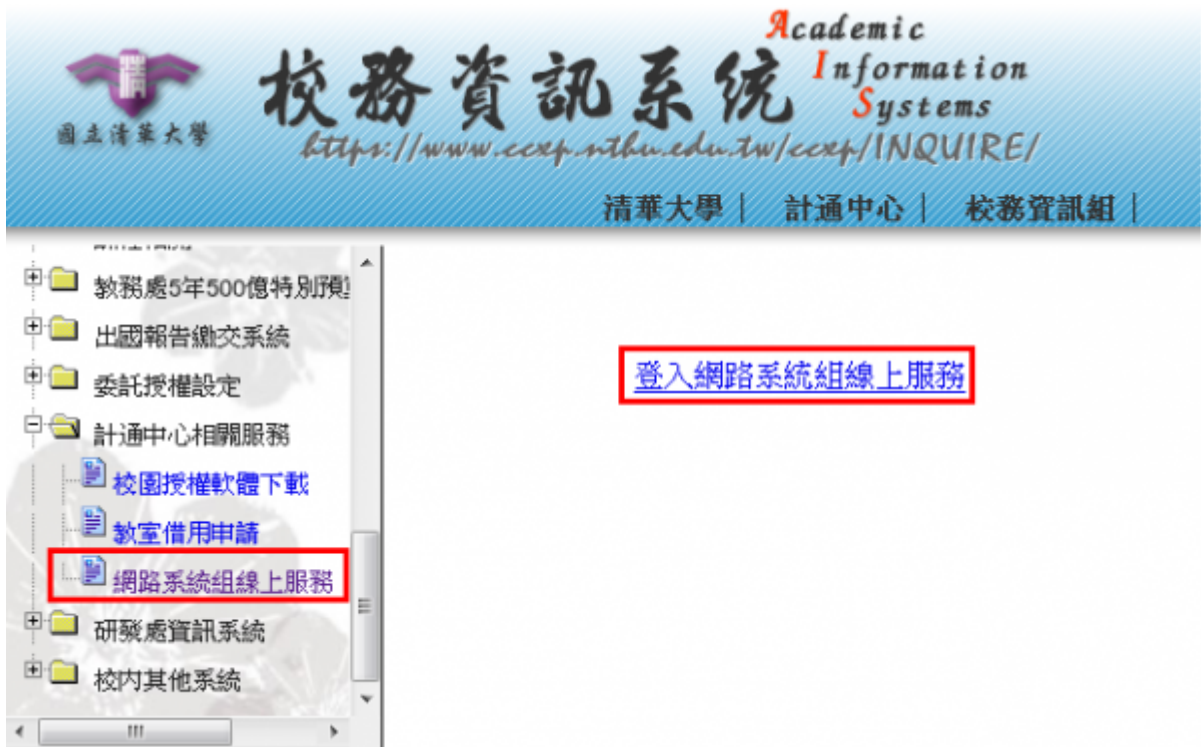 Academic
Information
Systems
校務資訊系統
國立清華大學
https://www.ccxp.nthu.edu.tw/ccxp/INQUIRE/
清華大學｜ 計通中心｜ 校務資訊組｜
教務處5年500億特別預
出國報告繳交系統
委託授權設定
計通中心相關服務
校園授權軟體下載
教室借用申請
網路系統組線上服務
研發處資訊系統
校內其他系統
登入網路系統組線上服務